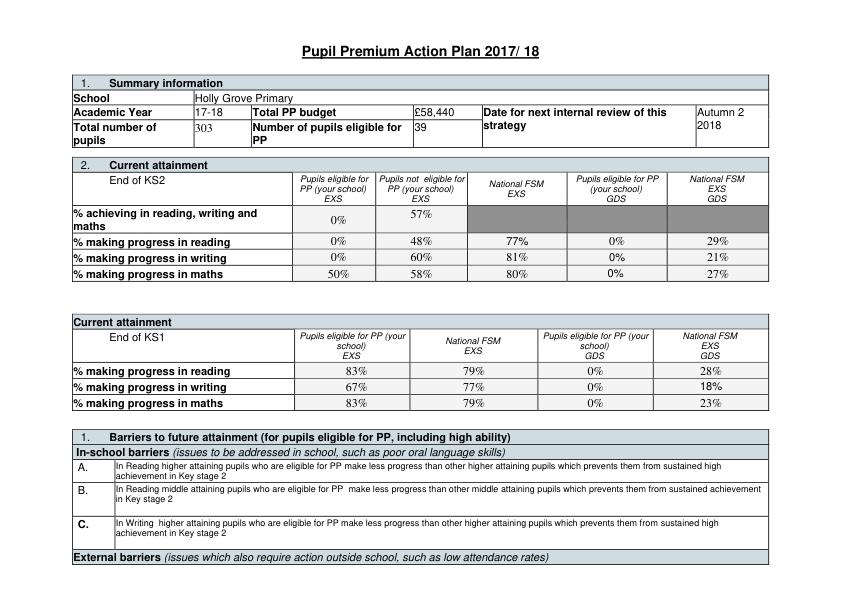 Pupil Premium Action Plan 2017/ 18
1. Summary information
School Holly Grove Primary
Academic Year 17-18 Total PP budget £58,440 Date for next internal review of this strategy Autumn 2 2018
Total number of pupils 303 Number of pupils eligible for PP 39
2. Current attainment
End of KS2 Pupils eligible for PP (your school) EXS Pupils not eligible for PP (your school) EXS National FSM EXS Pupils eligible for PP (your school) GDS National FSM EXS GDS
% achieving in reading, writing and maths 0% 57%
% making progress in reading 0% 48% 77% 0% 29%
% making progress in writing 0% 60% 81% 0% 21%
% making progress in maths 50% 58% 80% 0% 27%
Current attainment
End of KS1 Pupils eligible for PP (your school) EXS National FSM EXS Pupils eligible for PP (your school) GDS National FSM EXS GDS
% making progress in reading 83% 79% 0% 28%
% making progress in writing 67% 77% 0% 18%
% making progress in maths 83% 79% 0% 23%
1. Barriers to future attainment (for pupils eligible for PP, including high ability)
In-school barriers (issues to be addressed in school, such as poor oral language skills)
A. In Reading higher attaining pupils who are eligible for PP make less progress than other higher attaining pupils which prevents them from sustained high
achievement in Key stage 2
B. In Reading middle attaining pupils who are eligible for PP make less progress than other middle attaining pupils which prevents them from sustained achievement
in Key stage 2
C. In Writing higher attaining pupils who are eligible for PP make less progress than other higher attaining pupils which prevents them from sustained high
achievement in Key stage 2
External barriers (issues which also require action outside school, such as low attendance rates)